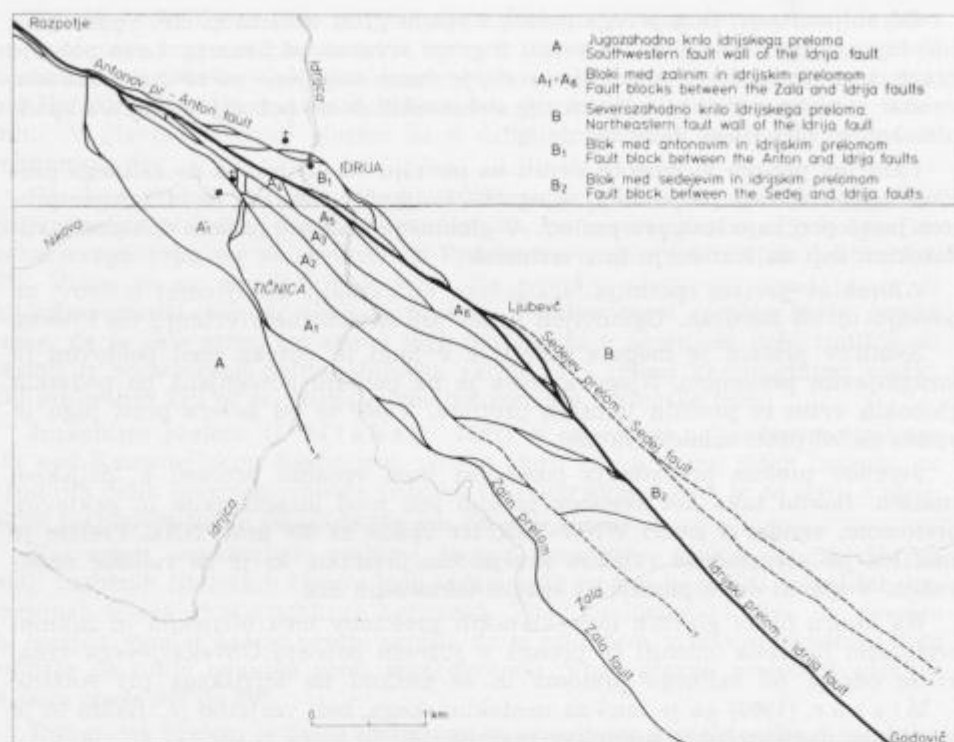 Razpotje
Antonov pr. - Anton fault
IDRIJA
B₁
A₄
A₅
A₃
A₂
A₁
TIČNICA
A₁
A
Nikova
Ljubevč
A₆
B
Sedejev prelom - Sedej fault
B₂
Idrijca
Zalin prelom - Zala fault
Zala
Idrijski prelom - Idrija fault
Godovič
0 1 km
A Jugozahodno krilo idrijskega preloma
Southwestern fault wall of the Idrija fault
A₁-A₆ Bloki med zalinim in idrijskim prelomom
Fault blocks between the Zala and Idrija faults
B Severozahodno krilo idrijskega preloma
Northeastern fault wall of the Idrija fault
B₁ Blok med antonovim in idrijskim prelomom
Fault block between the Anton and Idrija faults
B₂ Blok med sedejevim in idrijskim prelomom
Fault block between the Sedej and Idrija faults